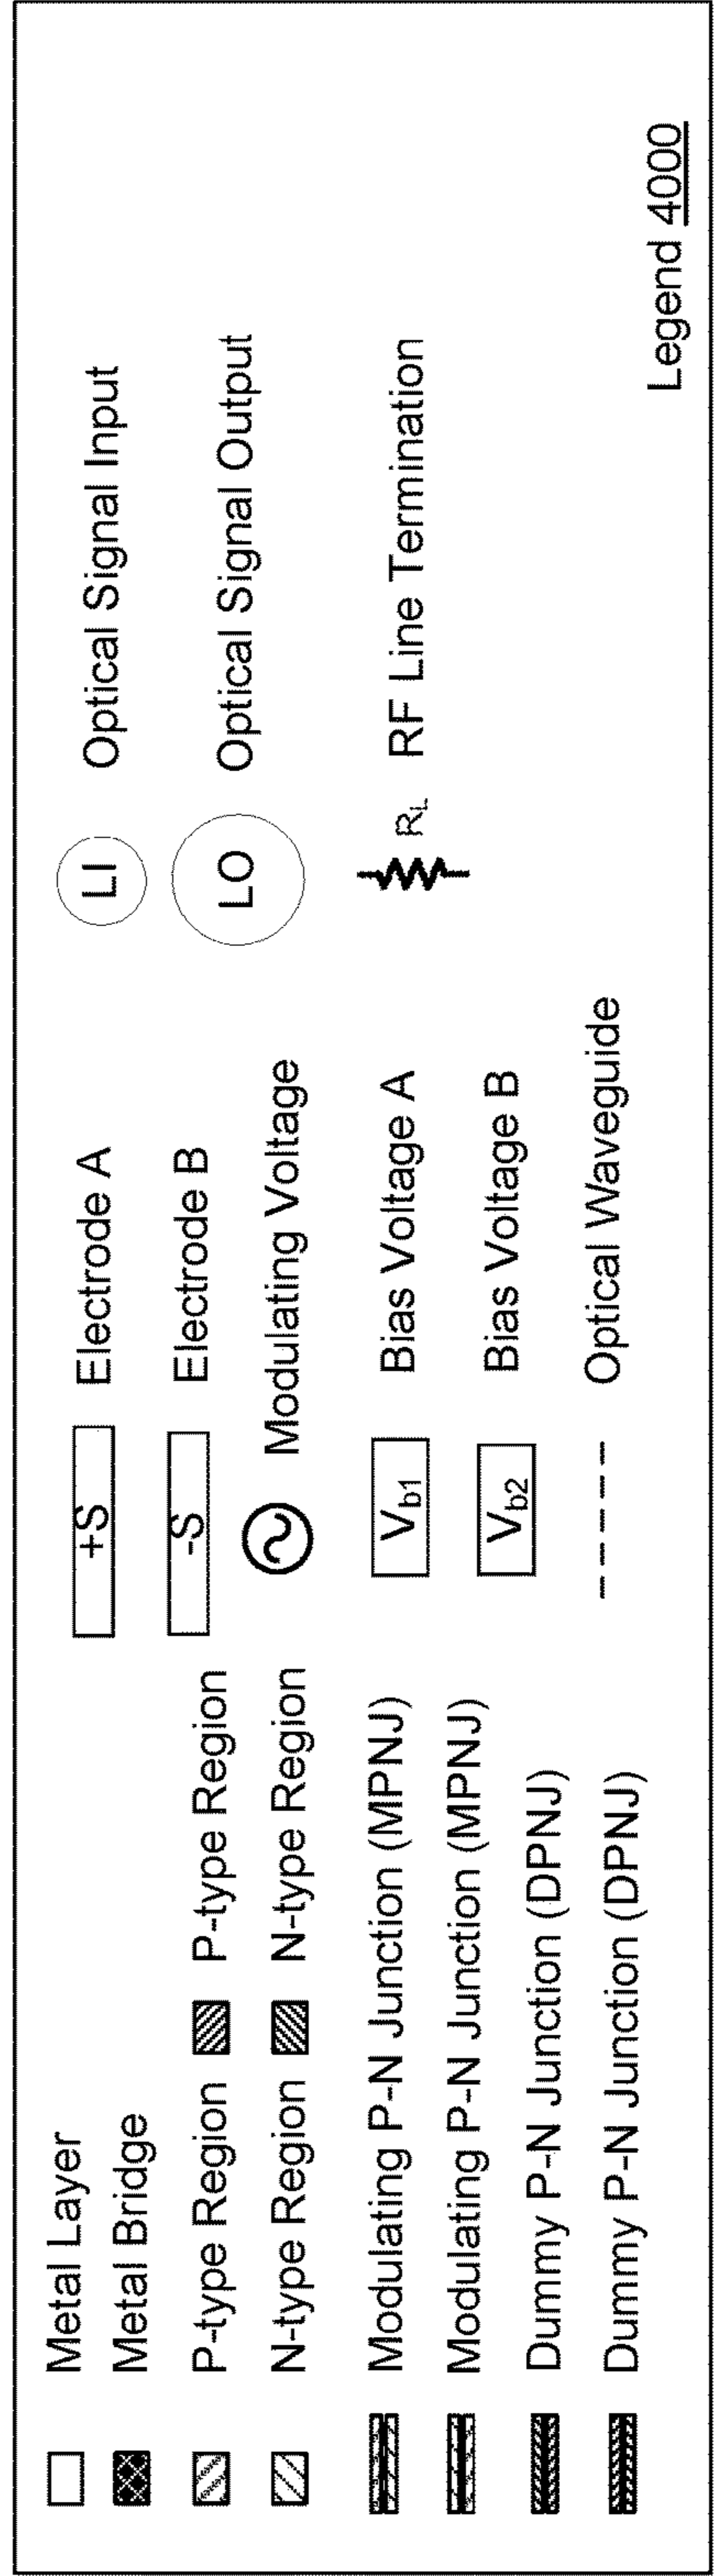 Metal Layer
Metal Bridge
P-type Region P-type Region
N-type Region N-type Region
Modulating P-N Junction (MPNJ)
Modulating P-N Junction (MPNJ)
Dummy P-N Junction (DPNJ)
Dummy P-N Junction (DPNJ)
+S Electrode A
-S Electrode B
Modulating Voltage
Vb1 Bias Voltage A
Vb2 Bias Voltage B
Optical Waveguide
LI Optical Signal Input
LO Optical Signal Output
RL RF Line Termination
Legend 4000